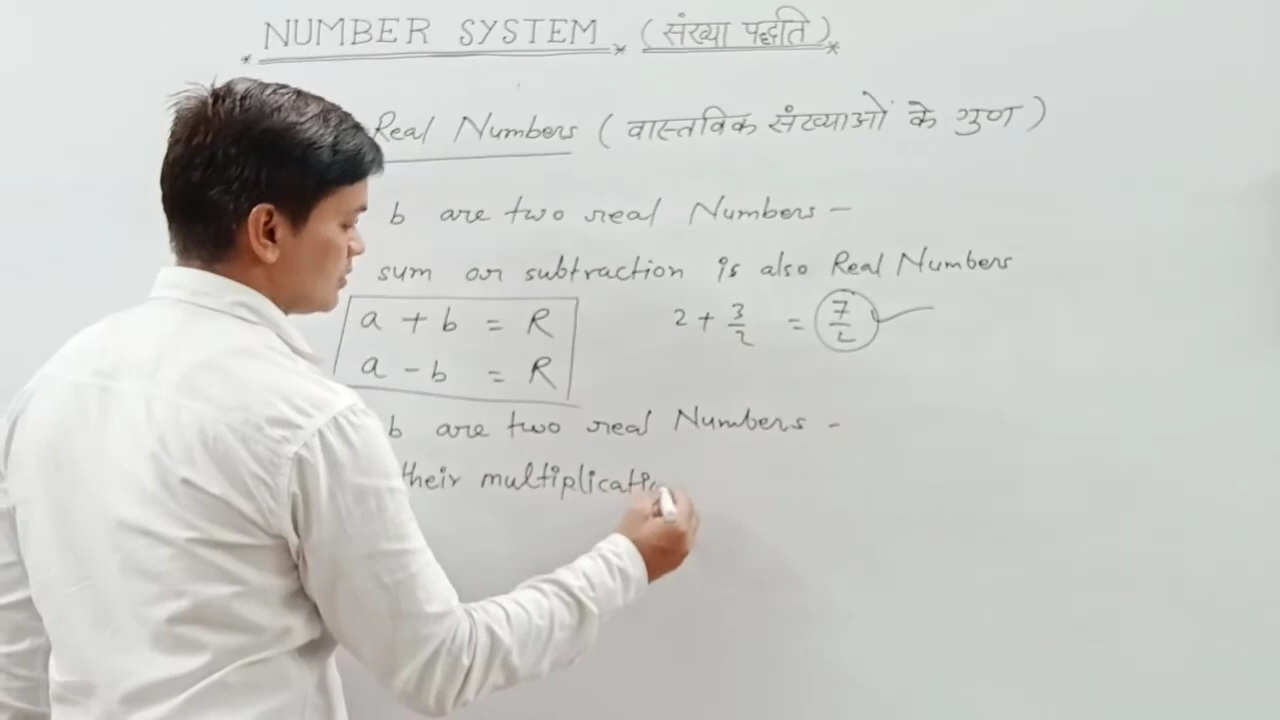 NUMBER SYSTEM (संख्या पद्धति)
Real Numbers (वास्तविक संख्याओं के गुण)
b are two real Numbers -
sum or subtraction is also Real Numbers
a + b = R 2 + 3/2 = 7/2
a - b = R
b are two real Numbers -
their multiplicati